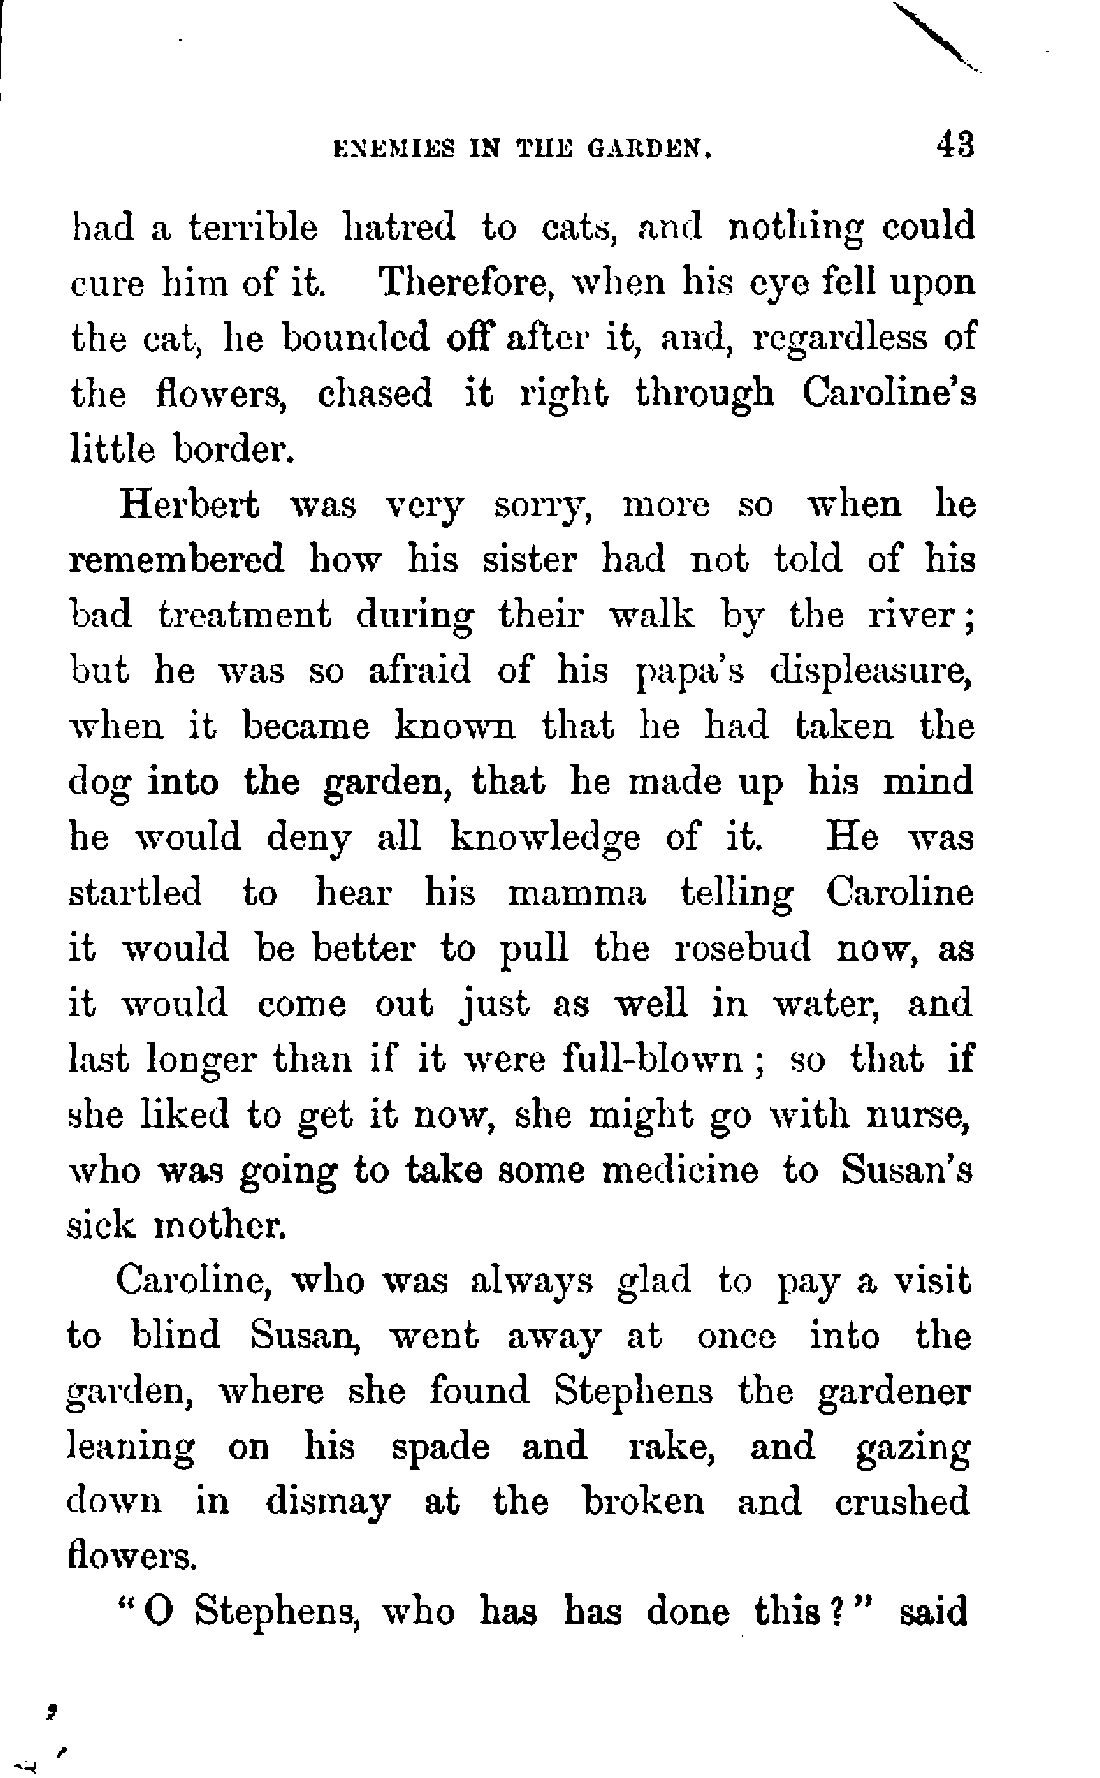 ENEMIES IN THE GARDEN. 43
had a terrible hatred to cats, and nothing could
cure him of it. Therefore, when his eye fell upon
the cat, he bounded off after it, and, regardless of
the flowers, chased it right through Caroline's
little border.
Herbert was very sorry, more so when he
remembered how his sister had not told of his
bad treatment during their walk by the river;
but he was so afraid of his papa's displeasure,
when it became known that he had taken the
dog into the garden, that he made up his mind
he would deny all knowledge of it. He was
startled to hear his mamma telling Caroline
it would be better to pull the rosebud now, as
it would come out just as well in water, and
last longer than if it were full-blown; so that if
she liked to get it now, she might go with nurse,
who was going to take some medicine to Susan's
sick mother.
Caroline, who was always glad to pay a visit
to blind Susan, went away at once into the
garden, where she found Stephens the gardener
leaning on his spade and rake, and gazing
down in dismay at the broken and crushed
flowers.
"O Stephens, who has has done this?" said